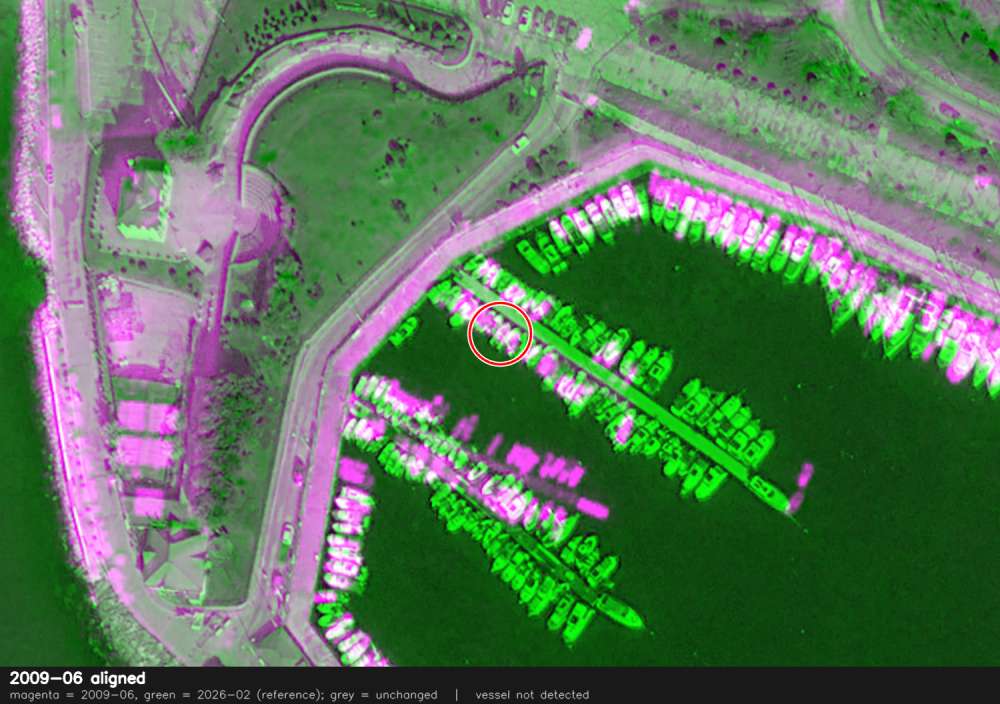 2009-06 aligned
magenta = 2009-06, green = 2026-02 (reference); grey = unchanged | vessel not detected